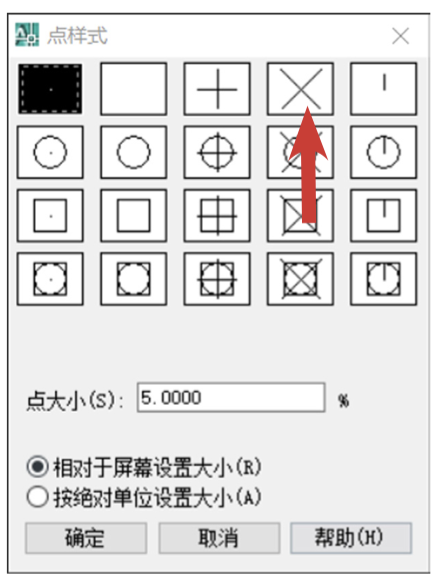 点样式
点大小(S): 5.0000 %
相对于屏幕设置大小(R)
按绝对单位设置大小(A)
确定 取消 帮助(H)